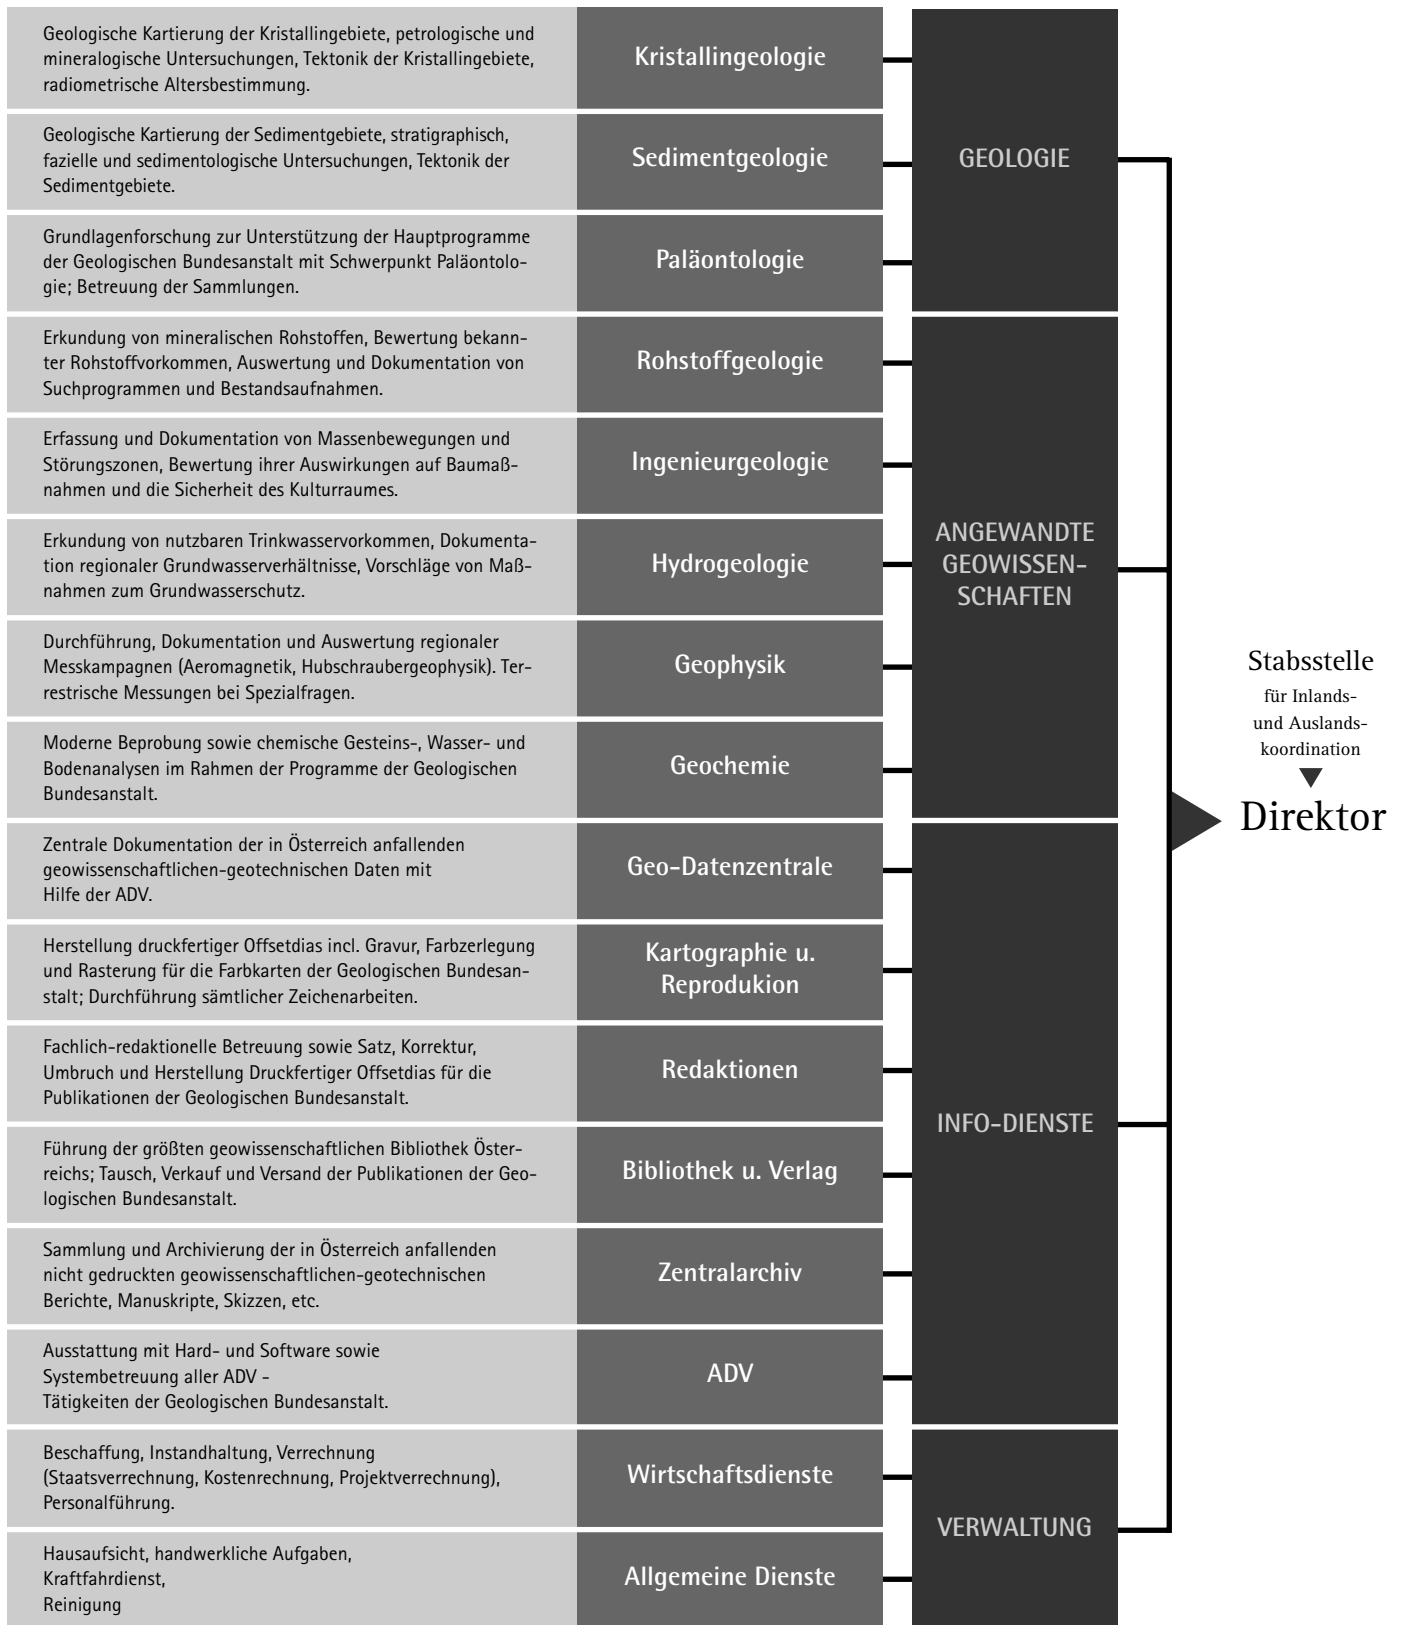 Geologische Kartierung der Kristallingebiete, petrologische und
mineralogische Untersuchungen, Tektonik der Kristallingebiete,
radiometrische Altersbestimmung.
Kristallingeologie
Geologische Kartierung der Sedimentgebiete, stratigraphisch,
fazielle und sedimentologische Untersuchungen, Tektonik der
Sedimentgebiete.
Sedimentgeologie
Grundlagenforschung zur Unterstützung der Hauptprogramme
der Geologischen Bundesanstalt mit Schwerpunkt Paläontolo-
gie; Betreuung der Sammlungen.
Paläontologie
GEOLOGIE
Erkundung von mineralischen Rohstoffen, Bewertung bekann-
ter Rohstoffvorkommen, Auswertung und Dokumentation von
Suchprogrammen und Bestandsaufnahmen.
Rohstoffgeologie
Erfassung und Dokumentation von Massenbewegungen und
Störungszonen, Bewertung ihrer Auswirkungen auf Baumaß-
nahmen und die Sicherheit des Kulturraumes.
Ingenieurgeologie
Erkundung von nutzbaren Trinkwasservorkommen, Dokumenta-
tion regionaler Grundwasserverhältnisse, Vorschläge von Maß-
nahmen zum Grundwasserschutz.
Hydrogeologie
Durchführung, Dokumentation und Auswertung regionaler
Messkampagnen (Aeromagnetik, Hubschraubergeophysik). Ter-
restrische Messungen bei Spezialfragen.
Geophysik
Moderne Beprobung sowie chemische Gesteins-, Wasser- und
Bodenanalysen im Rahmen der Programme der Geologischen
Bundesanstalt.
Geochemie
ANGEWANDTE
GEOWISSEN-
SCHAFTEN
Zentrale Dokumentation der in Österreich anfallenden
geowissenschaftlichen-geotechnischen Daten mit
Hilfe der ADV.
Geo-Datenzentrale
Herstellung druckfertiger Offsetdias incl. Gravur, Farbzerlegung
und Rasterung für die Farbkarten der Geologischen Bundesan-
stalt; Durchführung sämtlicher Zeichenarbeiten.
Kartographie u.
Reprodukion
Fachlich-redaktionelle Betreuung sowie Satz, Korrektur,
Umbruch und Herstellung Druckfertiger Offsetdias für die
Publikationen der Geologischen Bundesanstalt.
Redaktionen
Führung der größten geowissenschaftlichen Bibliothek Öster-
reichs; Tausch, Verkauf und Versand der Publikationen der Geo-
logischen Bundesanstalt.
Bibliothek u. Verlag
Sammlung und Archivierung der in Österreich anfallenden
nicht gedruckten geowissenschaftlichen-geotechnischen
Berichte, Manuskripte, Skizzen, etc.
Zentralarchiv
Ausstattung mit Hard- und Software sowie
Systembetreuung aller ADV -
Tätigkeiten der Geologischen Bundesanstalt.
ADV
INFO-DIENSTE
Beschaffung, Instandhaltung, Verrechnung
(Staatsverrechnung, Kostenrechnung, Projektverrechnung),
Personalführung.
Wirtschaftsdienste
Hausaufsicht, handwerkliche Aufgaben,
Kraftfahrdienst,
Reinigung
Allgemeine Dienste
VERWALTUNG
Stabsstelle
für Inlands-
und Auslands-
koordination
Direktor